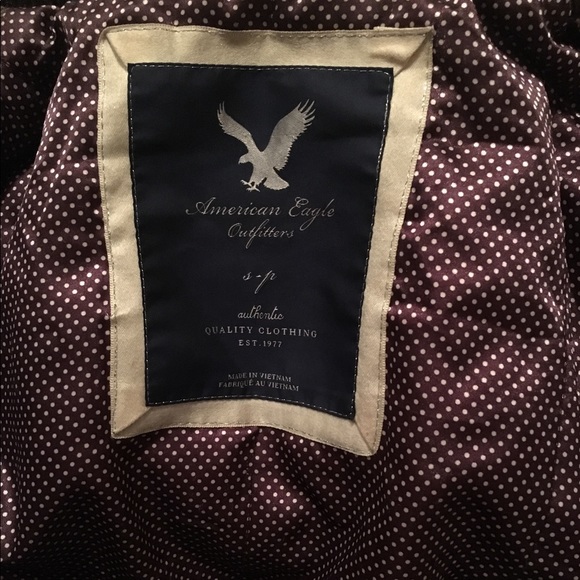 American Eagle
Outfitters
s-p
authentic
QUALITY CLOTHING
EST. 1977
MADE IN VIETNAM
FABRIQUÉ AU VIETNAM